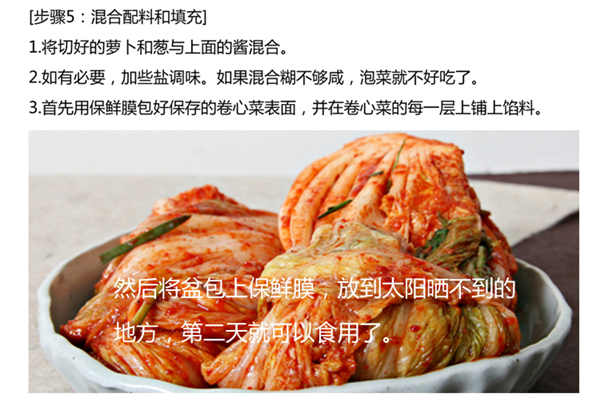 [步骤5：混合配料和填充]
1.将切好的萝卜和葱与上面的酱混合。
2.如有必要，加些盐调味。如果混合糊不够咸，泡菜就不好吃了。
3.首先用保鲜膜包好保存的卷心菜表面，并在卷心菜的每一层上铺上馅料。
然后将盆包上保鲜膜，放到太阳晒不到的
地方，第二天就可以食用了。